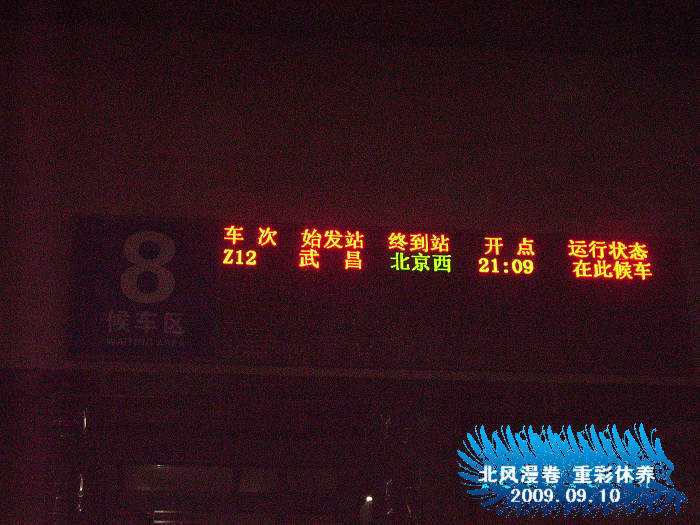 8
候车区
WAITING AREA
车次 始发站 终到站 开点 运行状态
Z12 武昌 北京西 21:09 在此候车
北风漫卷 重彩休养
2009.09.10